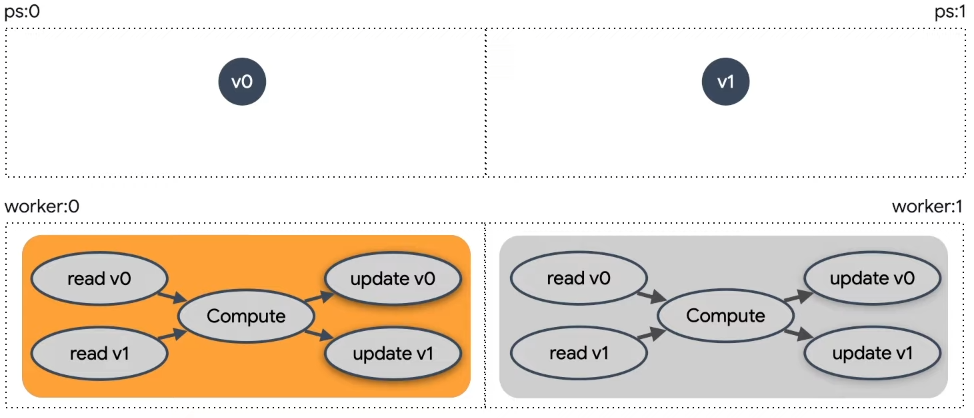 ps:0 ps:1
v0 v1
worker:0 worker:1
read v0 update v0 read v0 update v0
Compute Compute
read v1 update v1 read v1 update v1